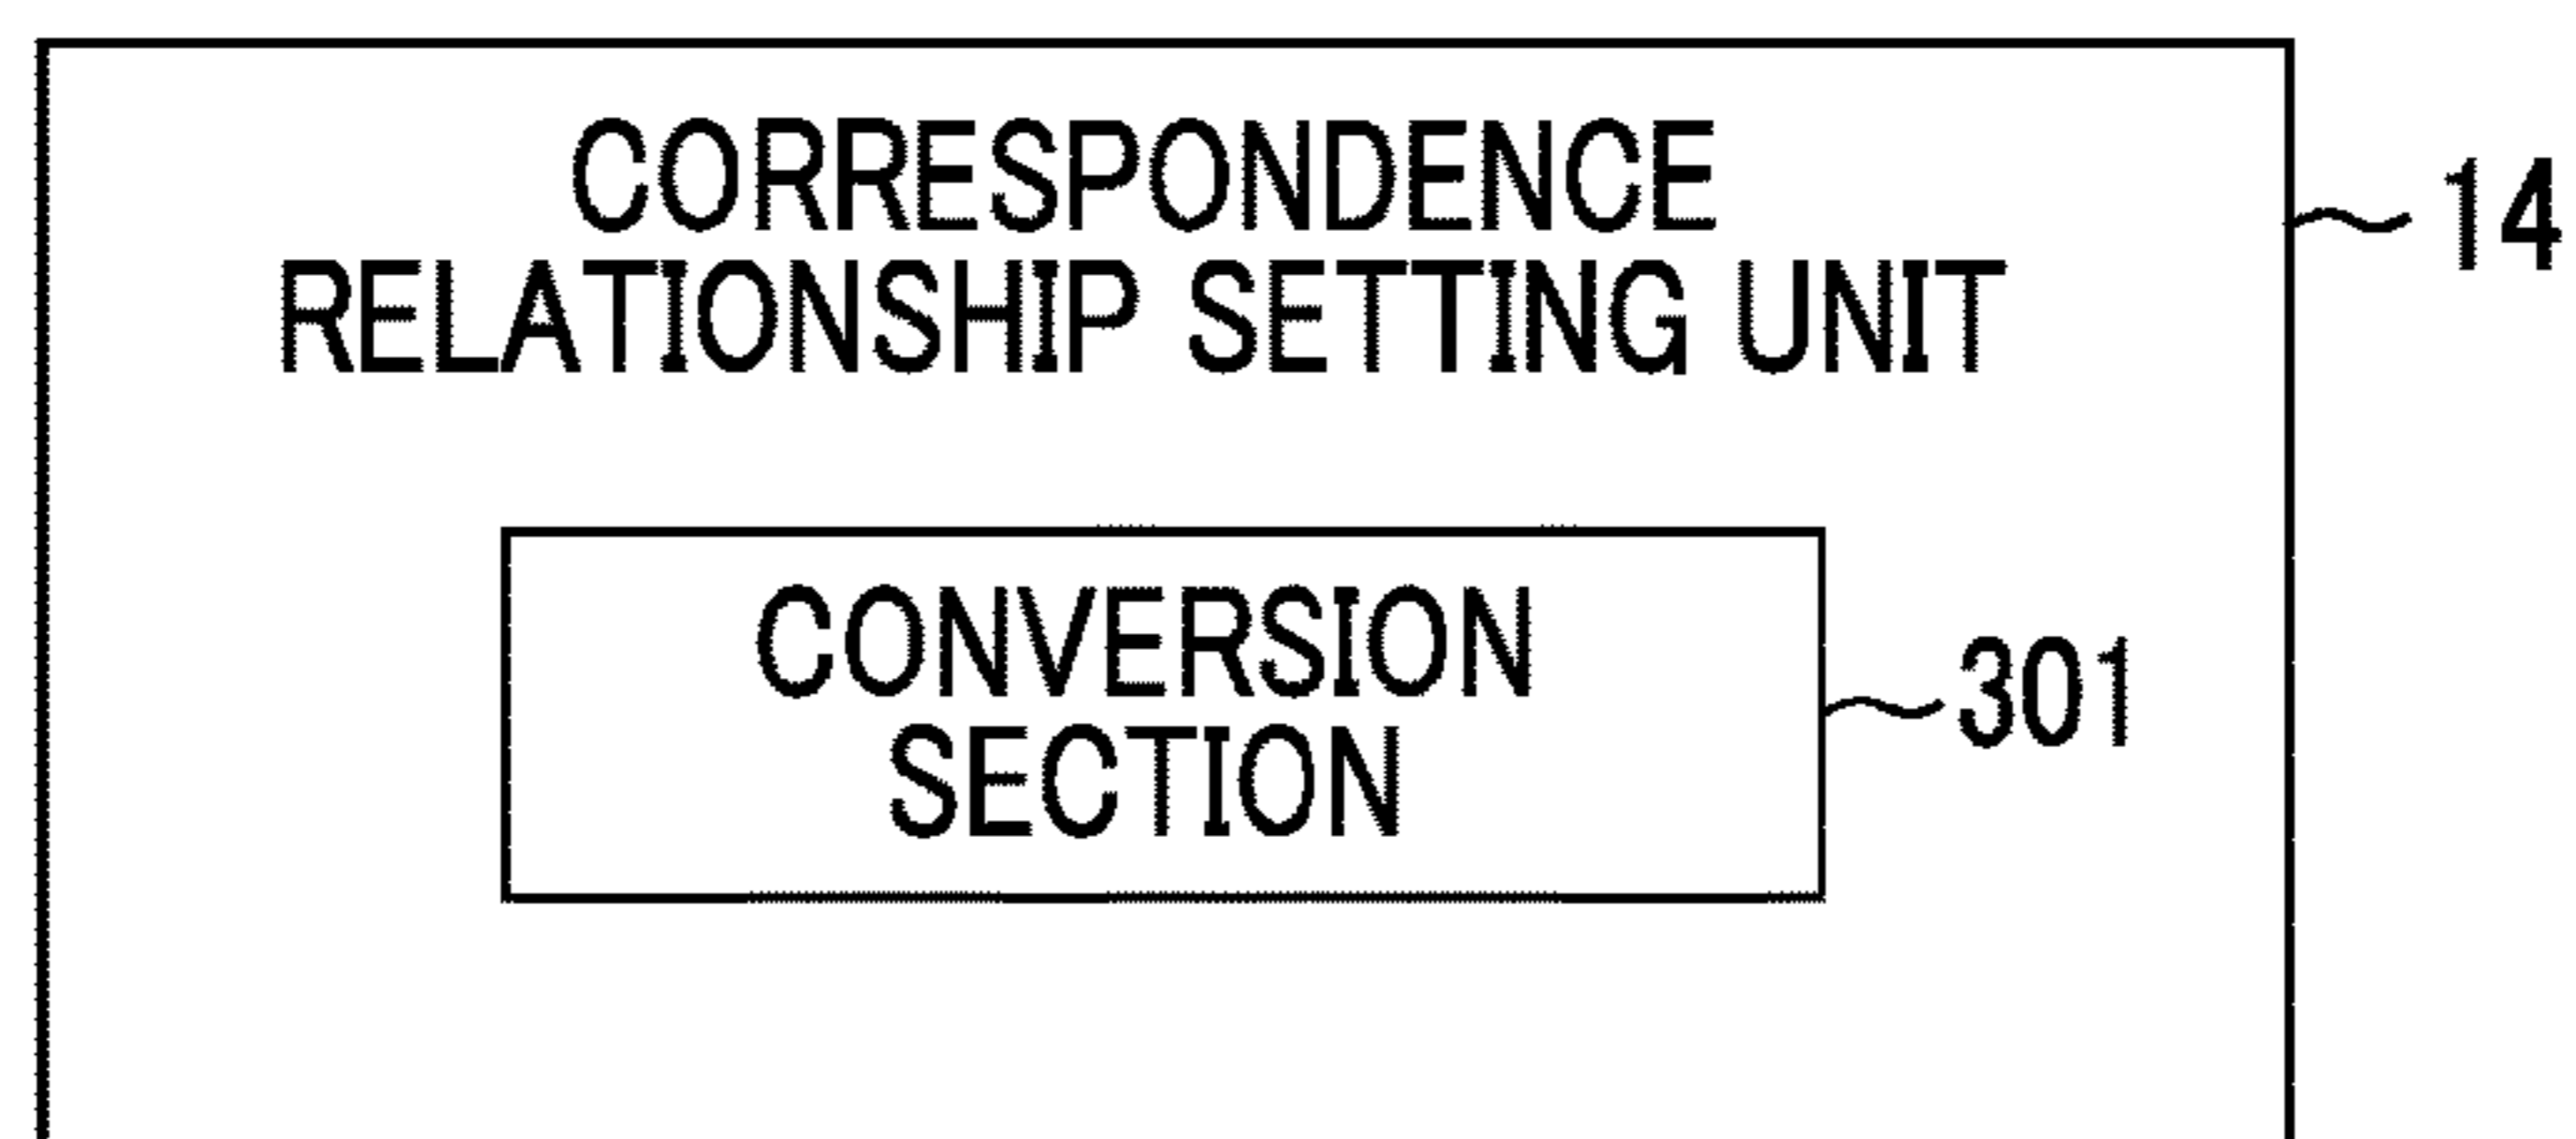 CORRESPONDENCE
RELATIONSHIP SETTING UNIT
14
CONVERSION
SECTION
301